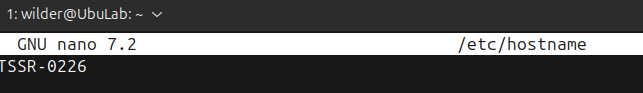 1: wilder@UbuLab: ~
GNU nano 7.2 /etc/hostname
TSSR-0226